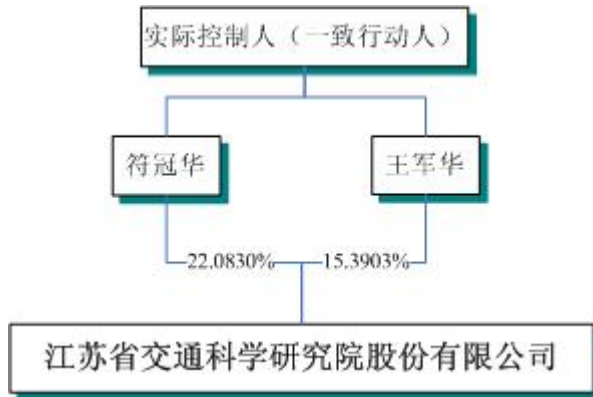 实际控制人（一致行动人）
符冠华
王军华
22.0830%
15.3903%
江苏省交通科学研究院股份有限公司